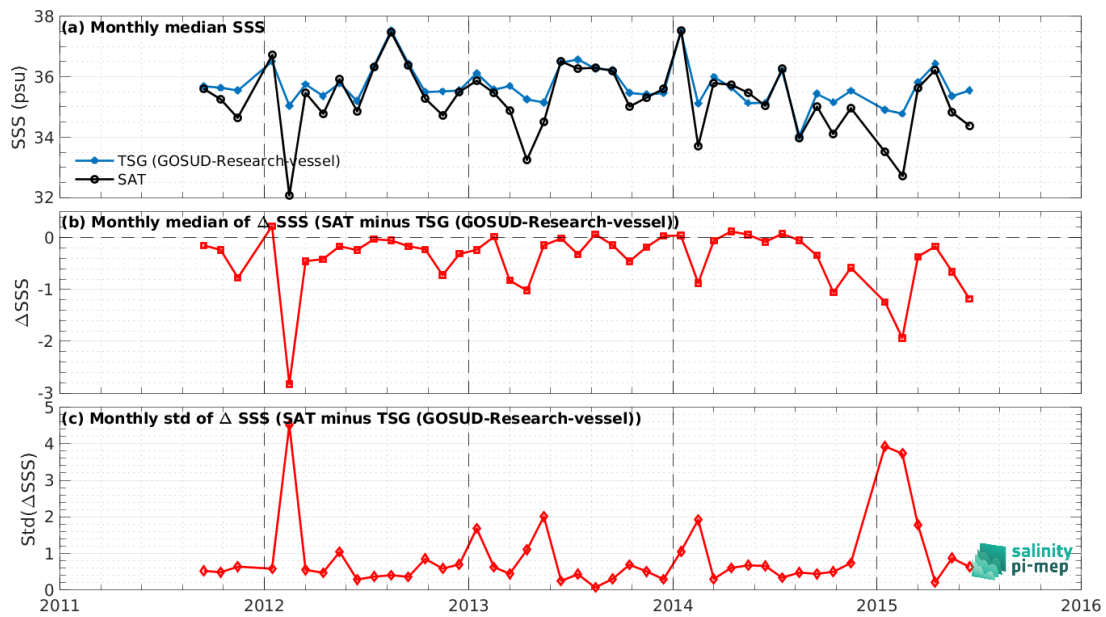 (a) Monthly median SSS
SSS (psu)
38
36
34
32
TSG (GOSUD-Research-vessel)
SAT
(b) Monthly median of △ SSS (SAT minus TSG (GOSUD-Research-vessel))
△SSS
0
-1
-2
-3
(c) Monthly std of △ SSS (SAT minus TSG (GOSUD-Research-vessel))
Std(△SSS)
5
4
3
2
1
0
2011
2012
2013
2014
2015
2016
salinity
pi-mep